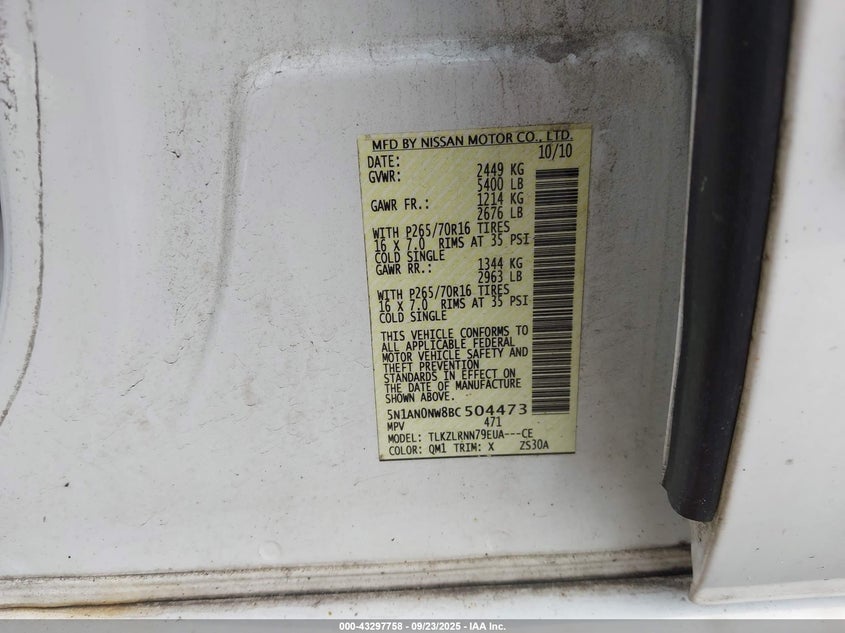 MFD BY NISSAN MOTOR CO., LTD.
DATE: 10/10
GVWR: 2449 KG
5400 LB
GAWR FR.: 1214 KG
2676 LB
WITH P265/70R16 TIRES
16 X 7.0 RIMS AT 35 PSI
COLD SINGLE
GAWR RR.: 1344 KG
2963 LB
WITH P265/70R16 TIRES
16 X 7.0 RIMS AT 35 PSI
COLD SINGLE
THIS VEHICLE CONFORMS TO
ALL APPLICABLE FEDERAL
MOTOR VEHICLE SAFETY AND
THEFT PREVENTION
STANDARDS IN EFFECT ON
THE DATE OF MANUFACTURE
SHOWN ABOVE.
5N1AN0NW8BC504473
MPV 471
MODEL: TLKZLRNN79EUA---CE
COLOR: QM1 TRIM: X ZS30A
000-43297758 - 09/23/2025 - IAA Inc.